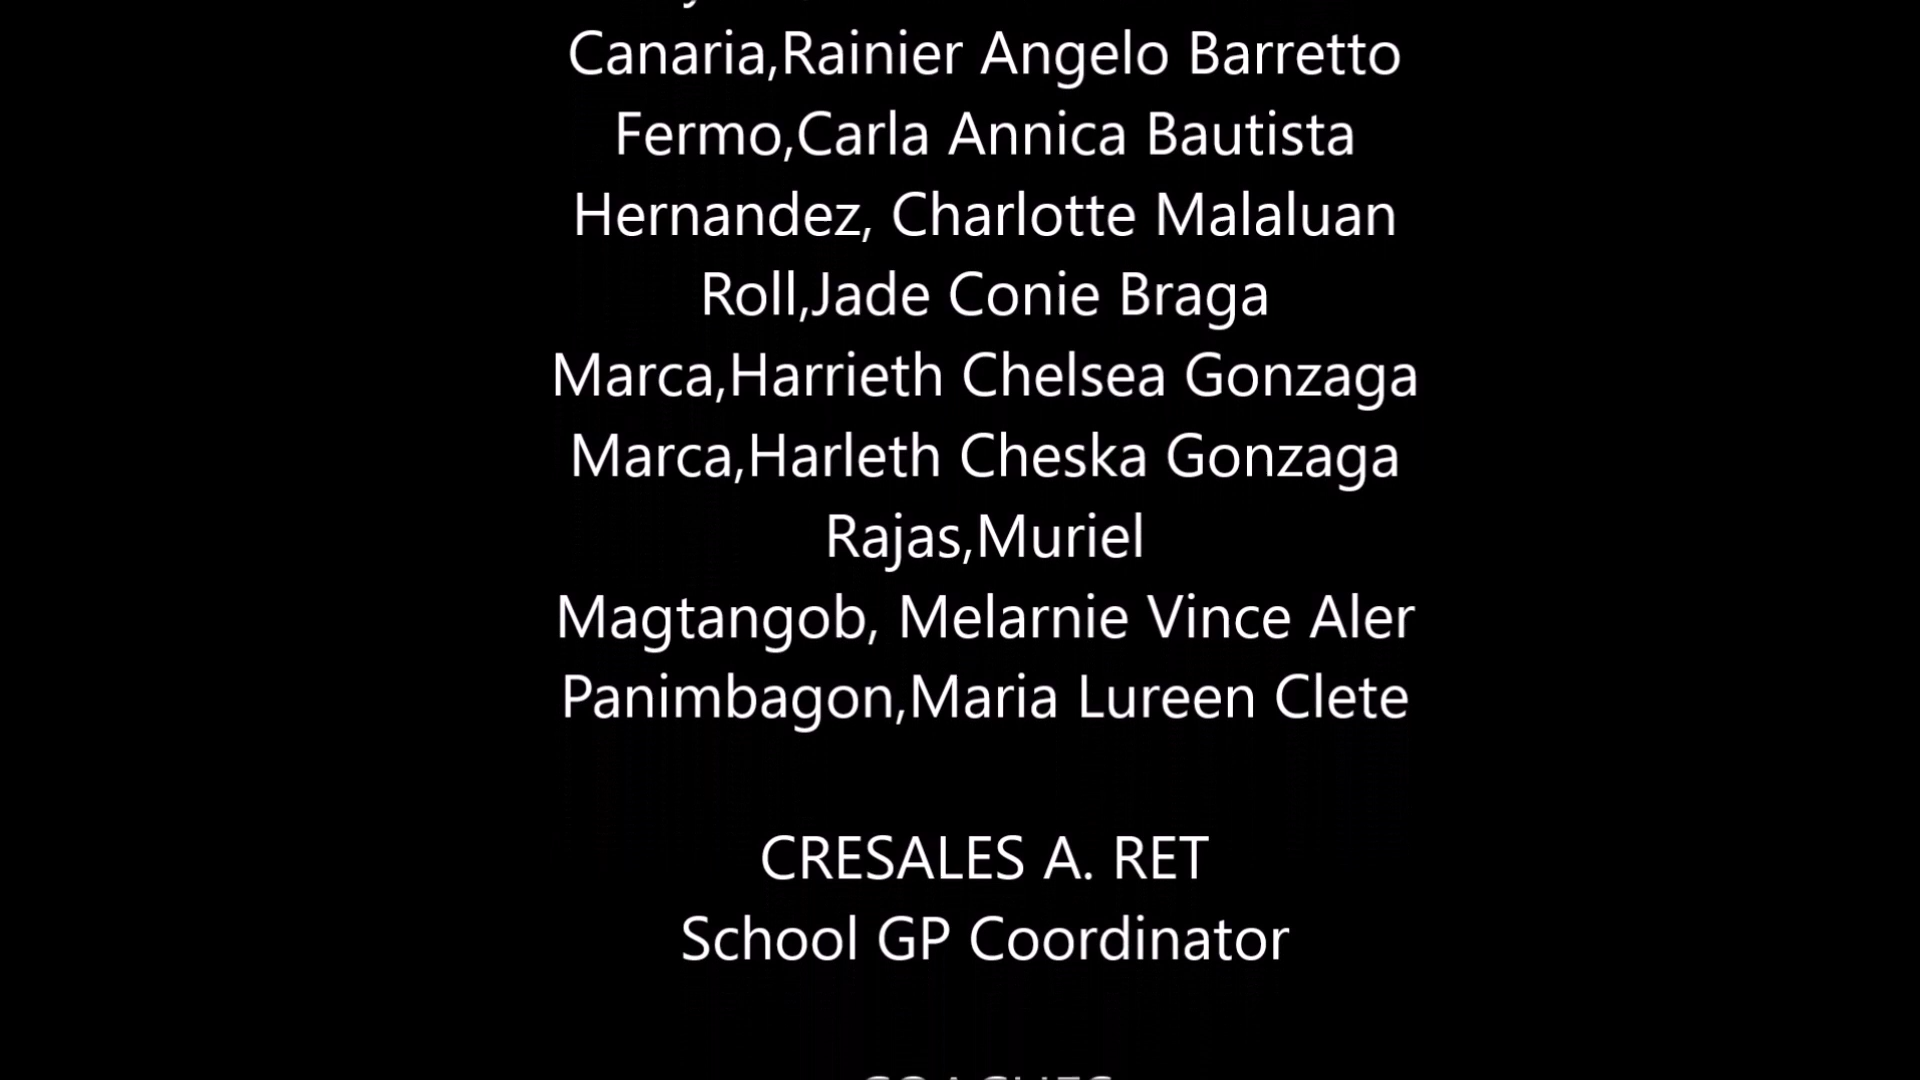 Canaria,Rainier Angelo Barretto
Fermo,Carla Annica Bautista
Hernandez, Charlotte Malaluan
Roll,Jade Conie Braga
Marca,Harrieth Chelsea Gonzaga
Marca,Harleth Cheska Gonzaga
Rajas,Muriel
Magtangob, Melarnie Vince Aler
Panimbagon,Maria Lureen Clete
CRESALES A. RET
School GP Coordinator